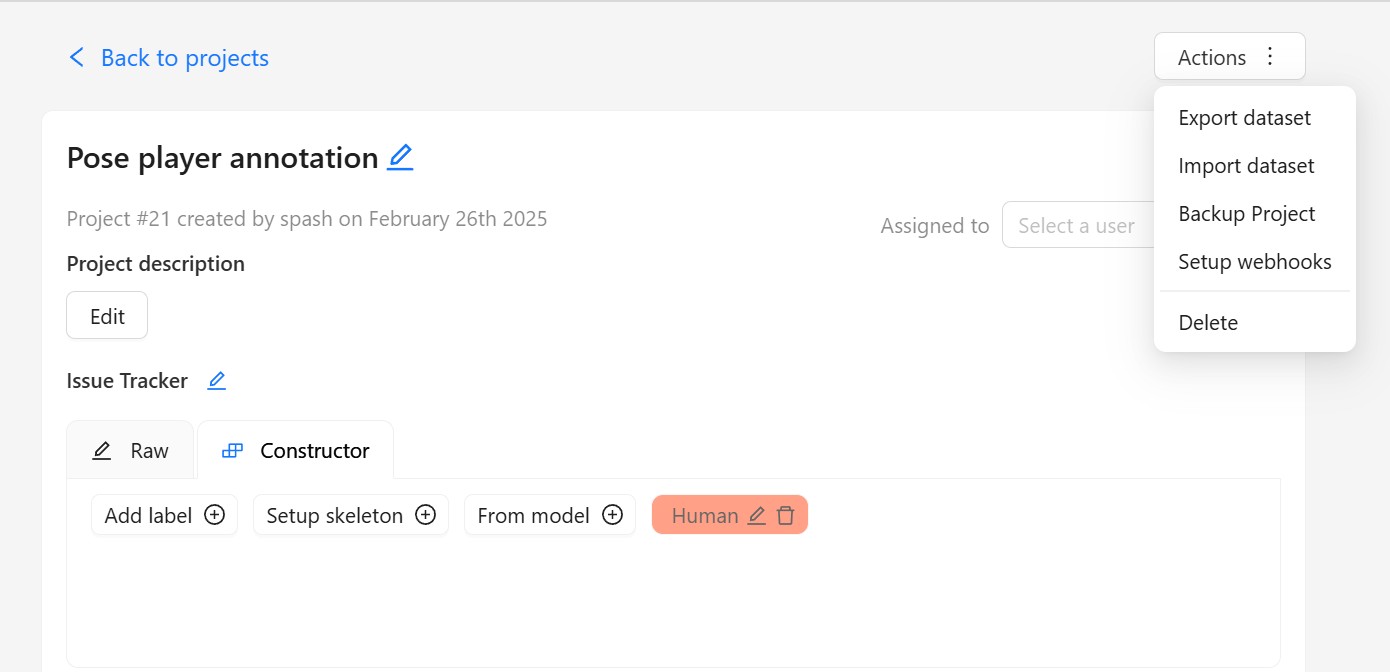 Back to projects
Actions
Export dataset
Import dataset
Backup Project
Setup webhooks
Delete
Pose player annotation
Project #21 created by spash on February 26th 2025
Assigned to
Select a user
Project description
Edit
Issue Tracker
Raw
Constructor
Add label
Setup skeleton
From model
Human